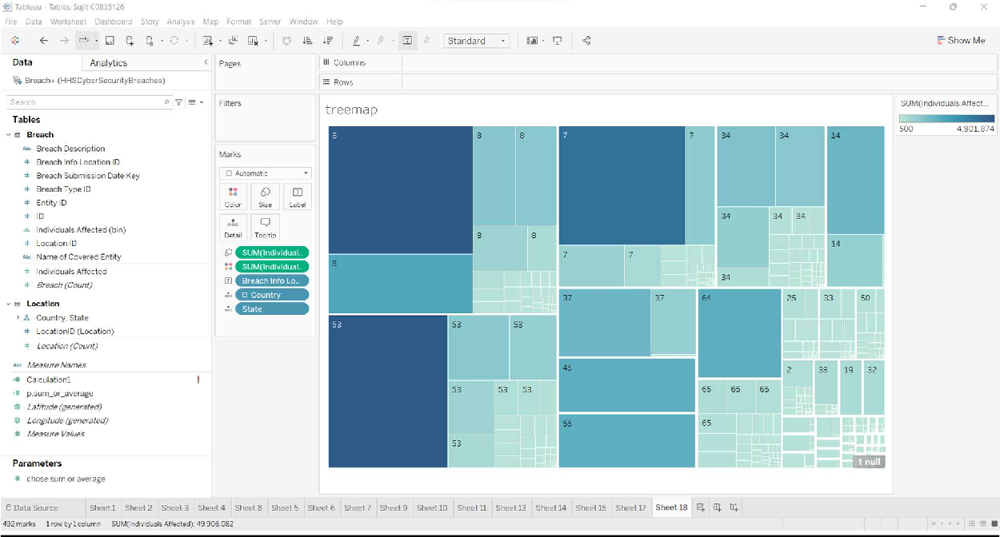 Tableau - Tableu Sujit C0835126
File Data Worksheet Dashboard Story Analysis Map Format Server Window Help
Standard
Show Me
Data
Analytics
Pages
Columns
Rows
Breach+ (HHSCyberSecurityBreaches)
Search
Tables
Breach
Abc Breach Description
# Breach Info Location ID
# Breach Submission Date Key
# Breach Type ID
# Entity ID
# ID
Individuals Affected (bin)
# Location ID
Abc Name of Covered Entity
# Individuals Affected
# Breach (Count)
Location
Country, State
# LocationID (Location)
# Location (Count)
Abc Measure Names
Calculation1 !
p.sum_or_average
Latitude (generated)
Longitude (generated)
# Measure Values
Parameters
# chose sum or average
Filters
Marks
Automatic
Color Size Label
Detail Tooltip
SUM(Individual..
SUM(Individual..
Breach Info Lo..
Country
State
treemap
8 8 8 7 7 34 34 14
34 34 34
8 8 14
8 7 7 34
37 37 64 25 33 50
53 53 53
45 2 38 19 32
53 53 53 65 65 65
55 65
53
1 null
SUM(Individuals Affect...
500 4,901,874
Data Source Sheet 1 Sheet 2 Sheet 3 Sheet 4 Sheet 8 Sheet 5 Sheet 6 Sheet 7 Sheet 9 Sheet 10 Sheet 11 Sheet 13 Sheet 14 Sheet 15 Sheet 17 Sheet 18
492 marks 1 row by 1 column SUM(Individuals Affected): 49,906,082